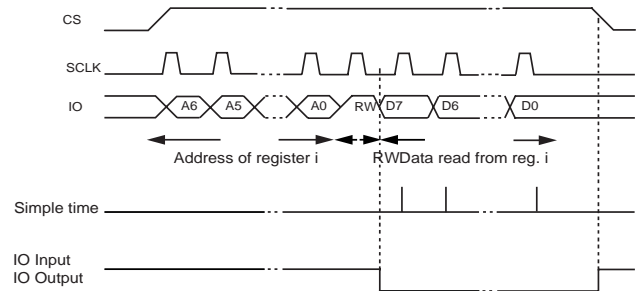 CS
SCLK
IO A6 A5 A0 RW D7 D6 D0
Address of register i RWData read from reg. i
Simple time
IO Input
IO Output